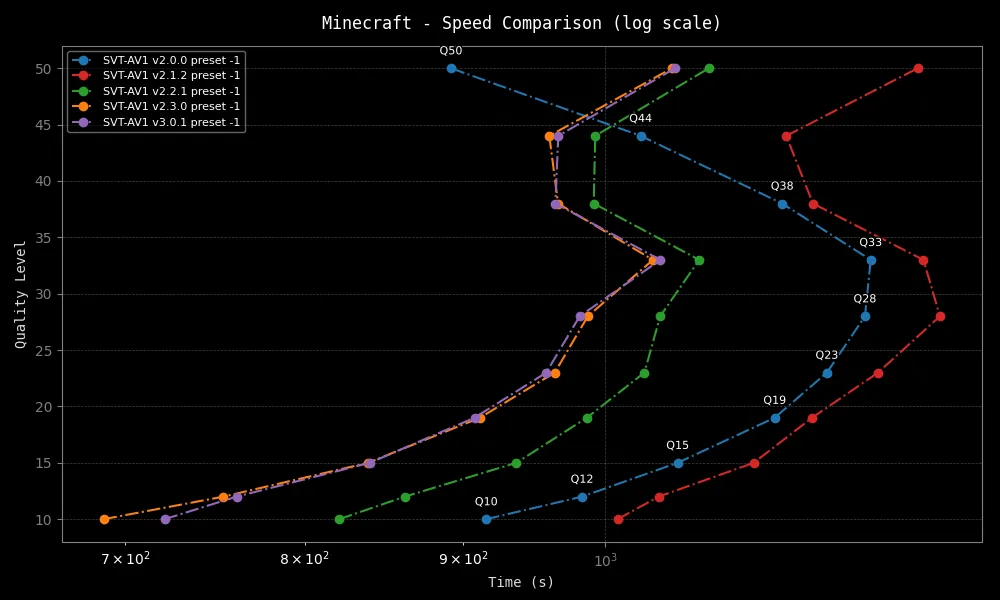 Minecraft - Speed Comparison (log scale)
SVT-AV1 v2.0.0 preset -1
SVT-AV1 v2.1.2 preset -1
SVT-AV1 v2.2.1 preset -1
SVT-AV1 v2.3.0 preset -1
SVT-AV1 v3.0.1 preset -1
Q50
Q44
Q38
Q33
Q28
Q23
Q19
Q15
Q12
Q10
50
45
40
35
30
25
20
15
10
Quality Level
7 × 10² 8 × 10² 9 × 10² 10³
Time (s)